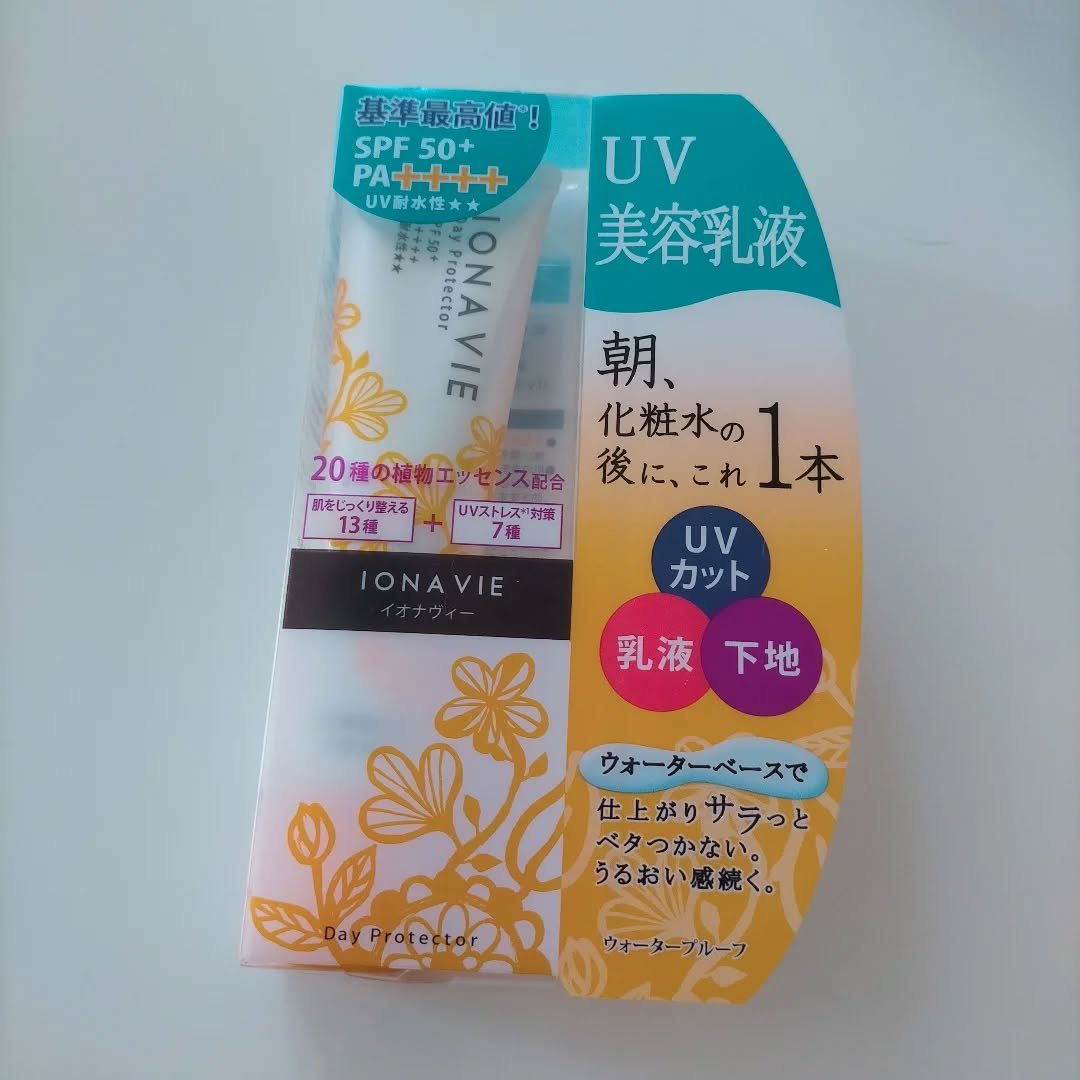 基準最高値*!
SPF 50+
PA++++
UV耐水性★★
IONA VIE
Day Protector
SPF 50+
++++
耐水性★★
20種の植物エッセンス配合
肌をじっくり整える
13種
+
UVストレス*1対策
7種
IONA VIE
イオナヴィー
Day Protector
UV
美容乳液
朝、
化粧水の
後に、これ
1本
UV
カット
乳液
下地
ウォーターベースで
仕上がりサラっと
ベタつかない。
うるおい感続く。
ウォータープルーフ